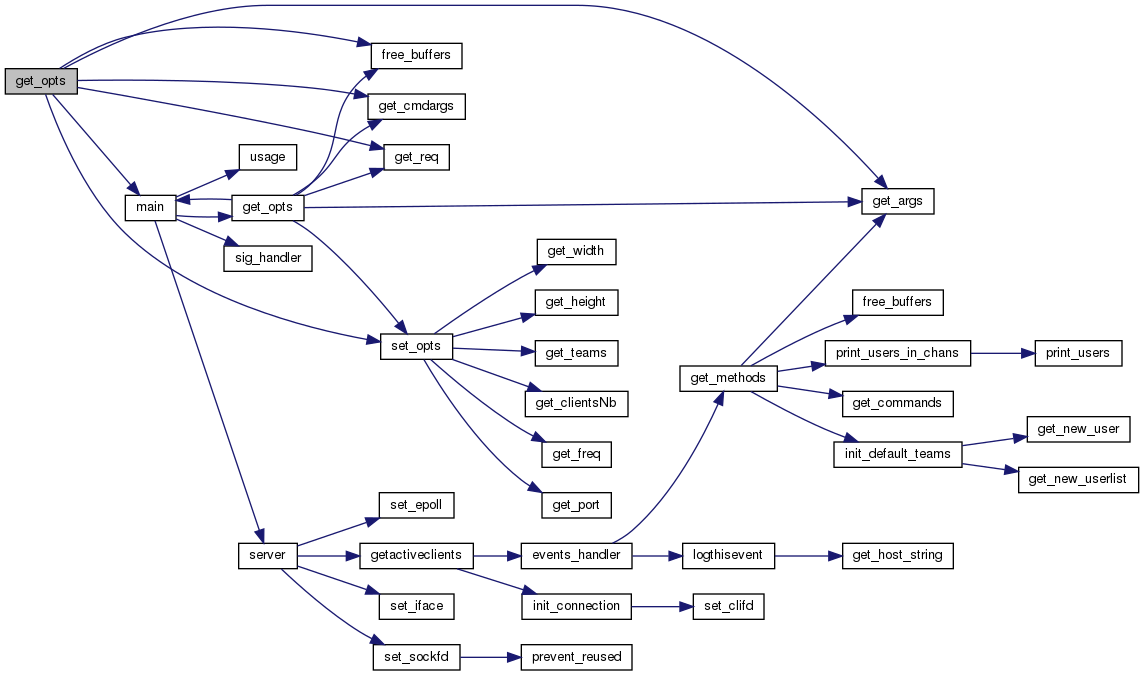 get_opts
free_buffers
get_cmdargs
get_req
usage
main
get_opts
get_args
sig_handler
get_width
get_height
set_opts
get_teams
get_clientsNb
get_freq
get_port
free_buffers
print_users_in_chans
print_users
get_methods
get_commands
get_new_user
init_default_teams
get_new_userlist
set_epoll
server
getactiveclients
events_handler
logthisevent
get_host_string
set_iface
init_connection
set_clifd
set_sockfd
prevent_reused